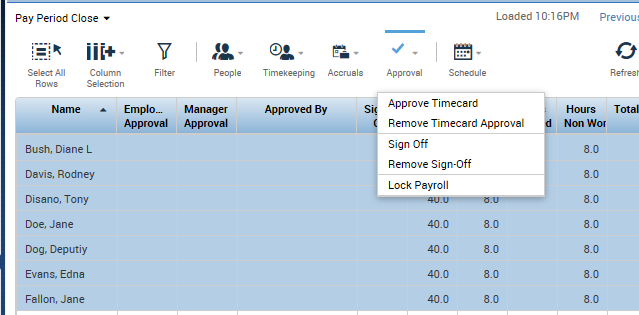 Pay Period Close
Loaded 10:16PM
Previous
Select All Rows
Column Selection
Filter
People
Timekeeping
Accruals
Approval
Schedule
Refresh
Approve Timecard
Remove Timecard Approval
Sign Off
Remove Sign-Off
Lock Payroll
Name
Emplo... Approval
Manager Approval
Approved By
Hours
Total
Bush, Diane L 8.0
Davis, Rodney 8.0
Disano, Tony 40.0 8.0 8.0
Doe, Jane 40.0 8.0 8.0
Dog, Deputiy 40.0 8.0 8.0
Evans, Edna 40.0 8.0 8.0
Fallon, Jane 40.0 8.0 8.0